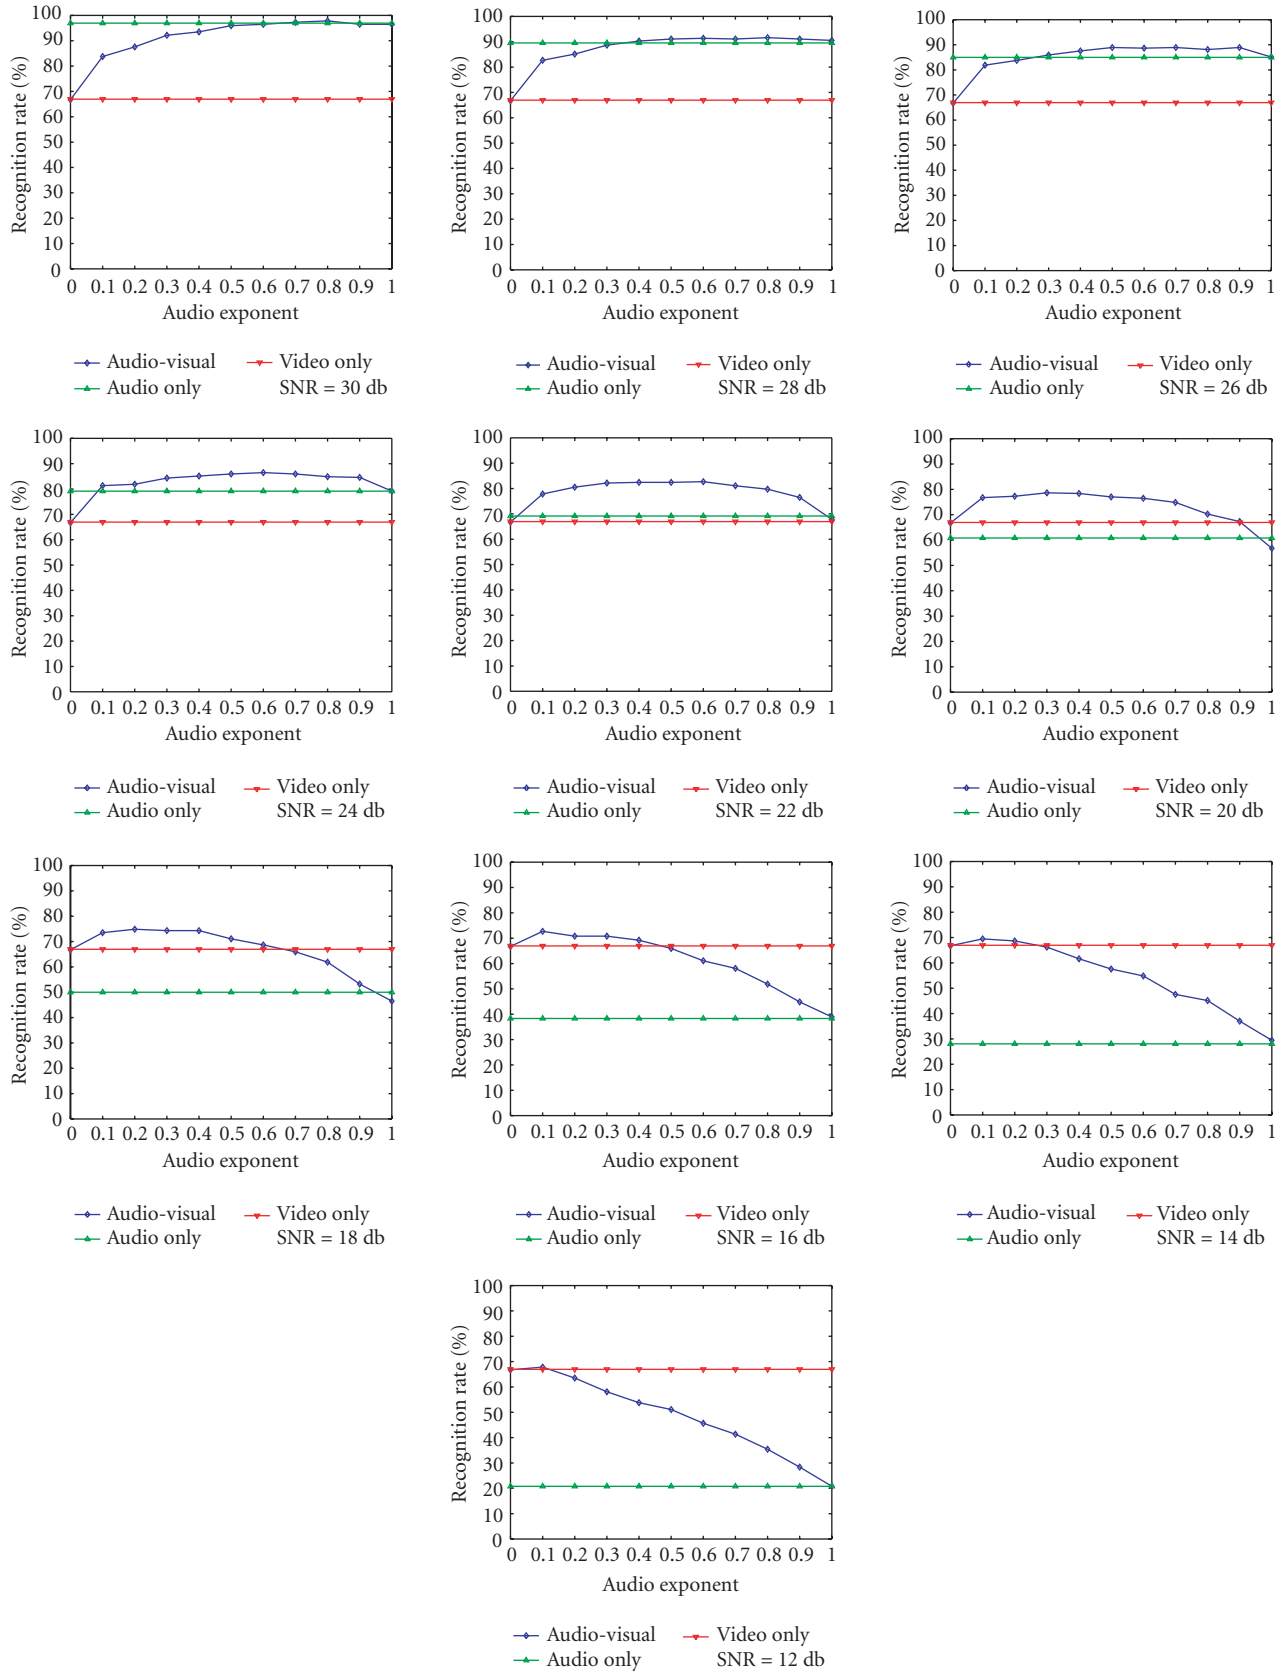 100
90
80
70
60
50
40
30
20
10
0
Recognition rate (%)
0 0.1 0.2 0.3 0.4 0.5 0.6 0.7 0.8 0.9 1
Audio exponent
Audio-visual Video only
Audio only SNR = 30 db
100
90
80
70
60
50
40
30
20
10
0
Recognition rate (%)
0 0.1 0.2 0.3 0.4 0.5 0.6 0.7 0.8 0.9 1
Audio exponent
Audio-visual Video only
Audio only SNR = 28 db
100
90
80
70
60
50
40
30
20
10
0
Recognition rate (%)
0 0.1 0.2 0.3 0.4 0.5 0.6 0.7 0.8 0.9 1
Audio exponent
Audio-visual Video only
Audio only SNR = 26 db
100
90
80
70
60
50
40
30
20
10
0
Recognition rate (%)
0 0.1 0.2 0.3 0.4 0.5 0.6 0.7 0.8 0.9 1
Audio exponent
Audio-visual Video only
Audio only SNR = 24 db
100
90
80
70
60
50
40
30
20
10
0
Recognition rate (%)
0 0.1 0.2 0.3 0.4 0.5 0.6 0.7 0.8 0.9 1
Audio exponent
Audio-visual Video only
Audio only SNR = 22 db
100
90
80
70
60
50
40
30
20
10
0
Recognition rate (%)
0 0.1 0.2 0.3 0.4 0.5 0.6 0.7 0.8 0.9 1
Audio exponent
Audio-visual Video only
Audio only SNR = 20 db
100
90
80
70
60
50
40
30
20
10
0
Recognition rate (%)
0 0.1 0.2 0.3 0.4 0.5 0.6 0.7 0.8 0.9 1
Audio exponent
Audio-visual Video only
Audio only SNR = 18 db
100
90
80
70
60
50
40
30
20
10
0
Recognition rate (%)
0 0.1 0.2 0.3 0.4 0.5 0.6 0.7 0.8 0.9 1
Audio exponent
Audio-visual Video only
Audio only SNR = 16 db
100
90
80
70
60
50
40
30
20
10
0
Recognition rate (%)
0 0.1 0.2 0.3 0.4 0.5 0.6 0.7 0.8 0.9 1
Audio exponent
Audio-visual Video only
Audio only SNR = 14 db
100
90
80
70
60
50
40
30
20
10
0
Recognition rate (%)
0 0.1 0.2 0.3 0.4 0.5 0.6 0.7 0.8 0.9 1
Audio exponent
Audio-visual Video only
Audio only SNR = 12 db